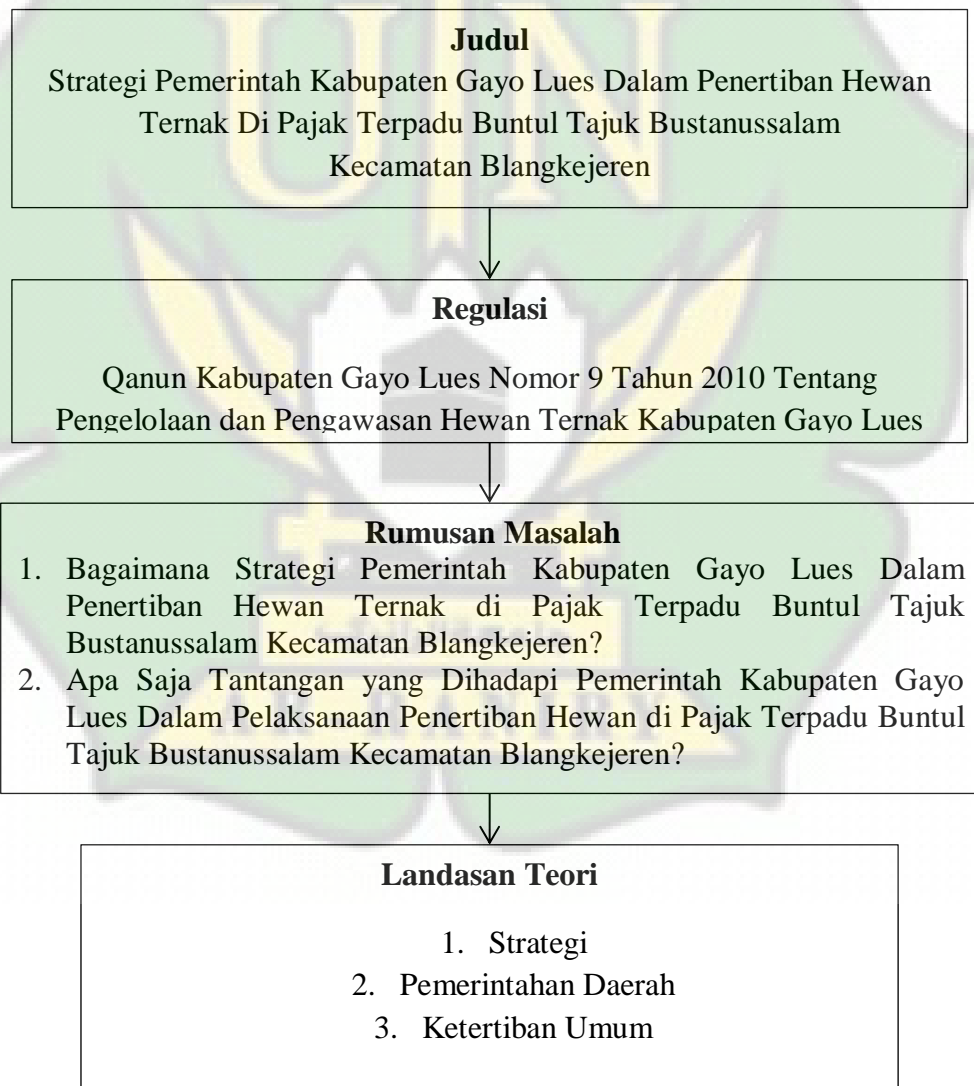 Judul
Strategi Pemerintah Kabupaten Gayo Lues Dalam Penertiban Hewan
Ternak Di Pajak Terpadu Buntul Tajuk Bustanussalam
Kecamatan Blangkejeren
Regulasi
Qanun Kabupaten Gayo Lues Nomor 9 Tahun 2010 Tentang
Pengelolaan dan Pengawasan Hewan Ternak Kabupaten Gayo Lues
Rumusan Masalah
1. Bagaimana Strategi Pemerintah Kabupaten Gayo Lues Dalam
Penertiban Hewan Ternak di Pajak Terpadu Buntul Tajuk
Bustanussalam Kecamatan Blangkejeren?
2. Apa Saja Tantangan yang Dihadapi Pemerintah Kabupaten Gayo
Lues Dalam Pelaksanaan Penertiban Hewan di Pajak Terpadu Buntul
Tajuk Bustanussalam Kecamatan Blangkejeren?
Landasan Teori
1. Strategi
2. Pemerintahan Daerah
3. Ketertiban Umum
UIN